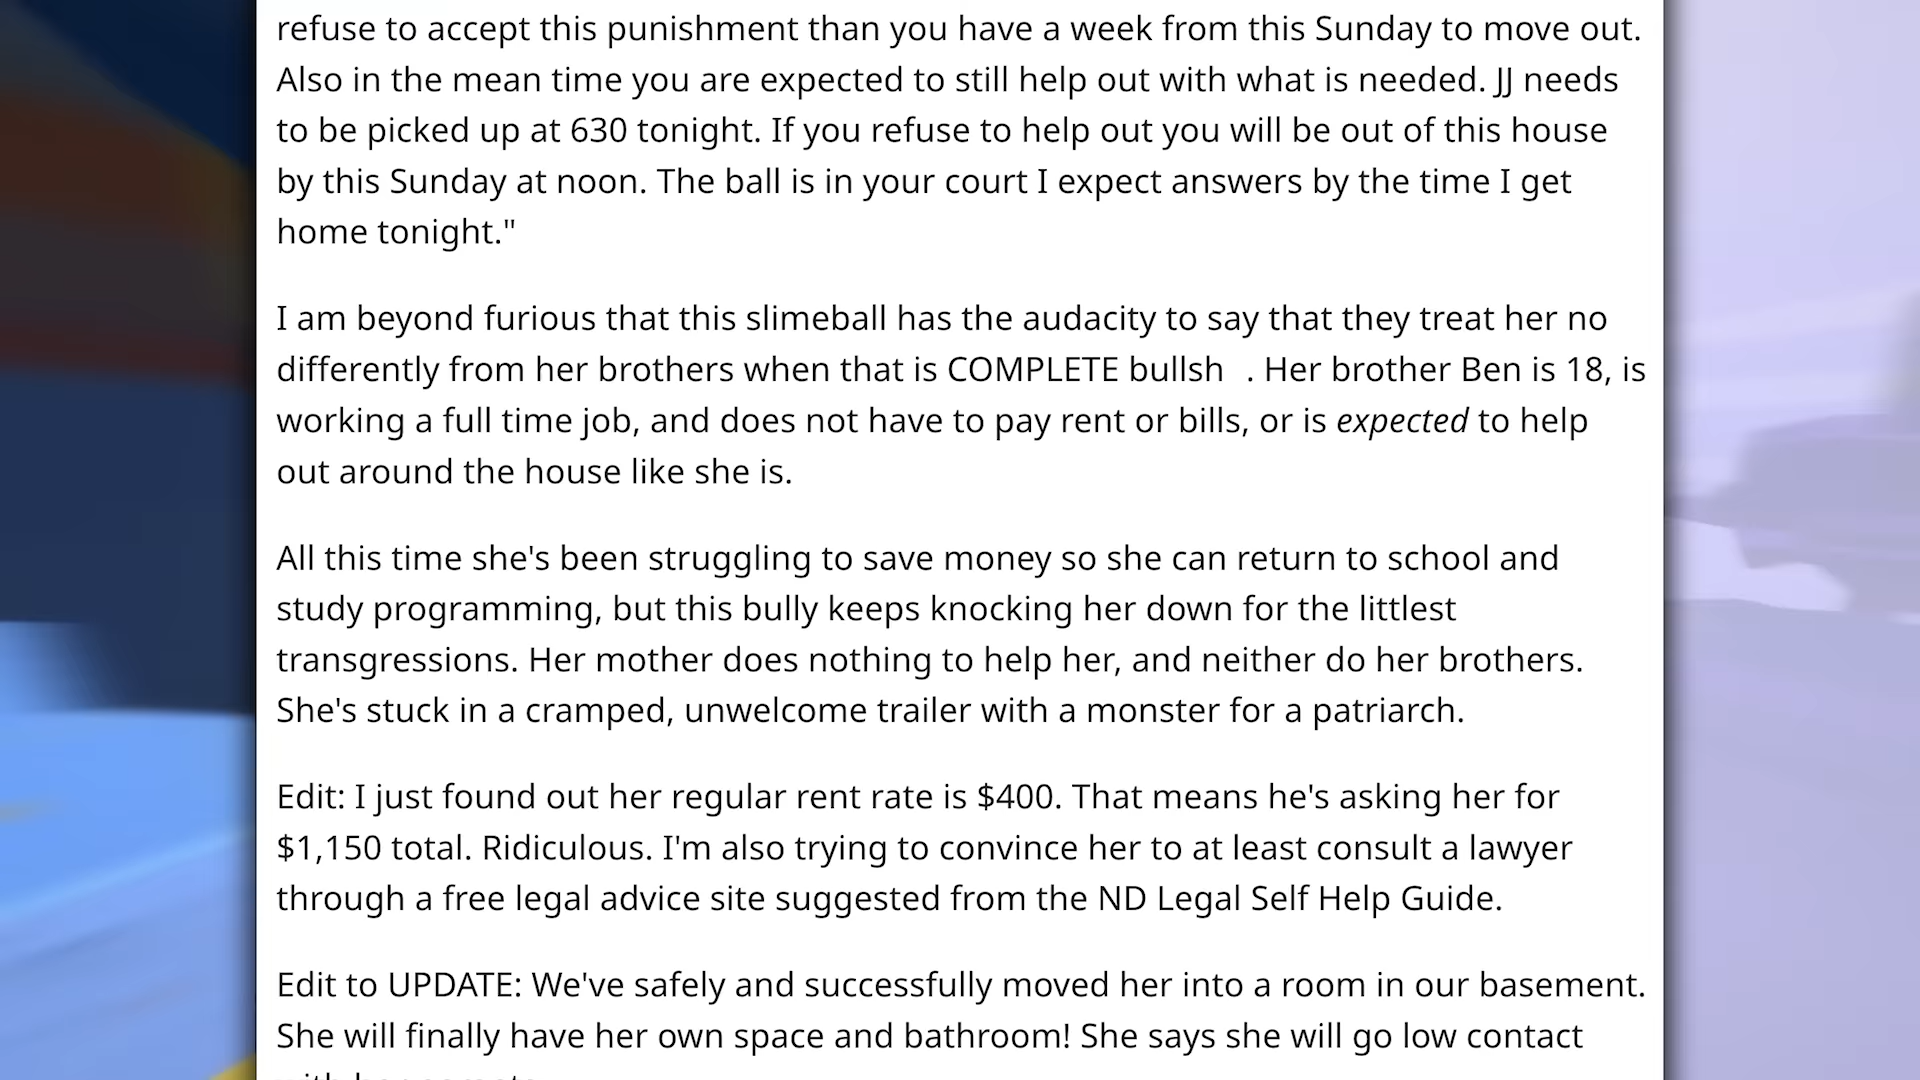 refuse to accept this punishment than you have a week from this Sunday to move out.
Also in the mean time you are expected to still help out with what is needed. JJ needs
to be picked up at 630 tonight. If you refuse to help out you will be out of this house
by this Sunday at noon. The ball is in your court I expect answers by the time I get
home tonight."
I am beyond furious that this slimeball has the audacity to say that they treat her no
differently from her brothers when that is COMPLETE bullsh . Her brother Ben is 18, is
working a full time job, and does not have to pay rent or bills, or is expected to help
out around the house like she is.
All this time she's been struggling to save money so she can return to school and
study programming, but this bully keeps knocking her down for the littlest
transgressions. Her mother does nothing to help her, and neither do her brothers.
She's stuck in a cramped, unwelcome trailer with a monster for a patriarch.
Edit: I just found out her regular rent rate is $400. That means he's asking her for
$1,150 total. Ridiculous. I'm also trying to convince her to at least consult a lawyer
through a free legal advice site suggested from the ND Legal Self Help Guide.
Edit to UPDATE: We've safely and successfully moved her into a room in our basement.
She will finally have her own space and bathroom! She says she will go low contact